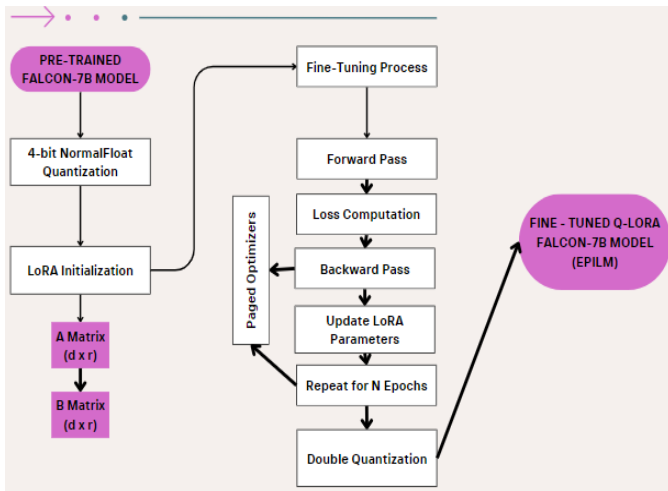 PRE-TRAINED
FALCON-7B MODEL
4-bit NormalFloat
Quantization
LoRA Initialization
A Matrix
(d x r)
B Matrix
(d x r)
Fine-Tuning Process
Forward Pass
Loss Computation
Backward Pass
Paged Optimizers
Update LoRA
Parameters
Repeat for N Epochs
Double Quantization
FINE - TUNED Q-LORA
FALCON-7B MODEL
(EPILM)